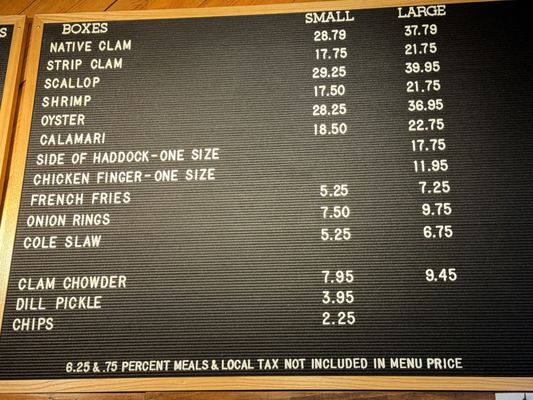 BOXES SMALL LARGE
NATIVE CLAM 28.79 37.79
STRIP CLAM 17.75 21.75
SCALLOP 29.25 39.95
SHRIMP 17.50 21.75
OYSTER 28.25 36.95
CALAMARI 18.50 22.75
SIDE OF HADDOCK-ONE SIZE 17.75
CHICKEN FINGER-ONE SIZE 11.95
FRENCH FRIES 5.25 7.25
ONION RINGS 7.50 9.75
COLE SLAW 5.25 6.75
CLAM CHOWDER 7.95 9.45
DILL PICKLE 3.95
CHIPS 2.25
6.25 & .75 PERCENT MEALS & LOCAL TAX NOT INCLUDED IN MENU PRICE